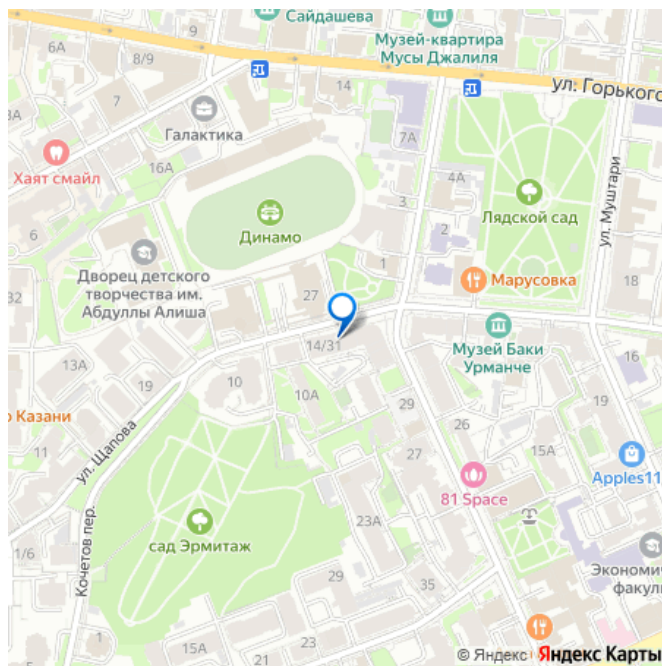 Сайдашева
Музей-квартира
Мусы Джалиля
6А
8/9
14
ул. Горького
7
Галактика
7А
Хаят смайл
16А
3
4А
Лядской сад
ул. Муштари
6
Динамо
2
Дворец детского
творчества им.
Абдуллы Алиша
1
Марусовка
18
32
27
14/31
Музей Баки
Урманче
16
13А
19
10
10А
29
19
о Казани
11
ул. Щапова
26
15А
27
Apples11
81 Space
1/6
Кочетов пер.
сад Эрмитаж
23А
Экономич
факул
29
35
1
15А
21
23
© Яндекс
Яндекс Карты